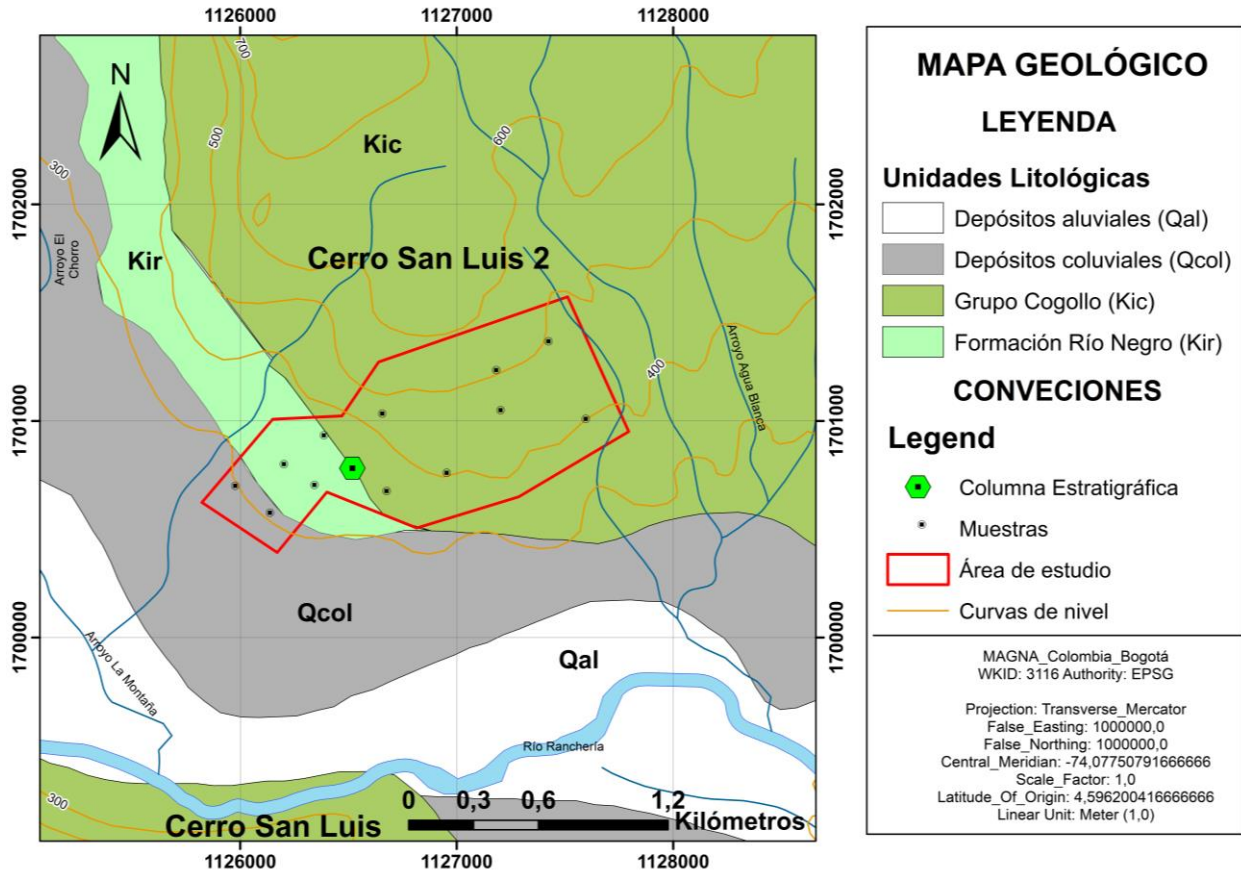 1126000 1127000 1128000
700
N
500
600
Kic
300
1702000 1702000
Arroyo El
Chorro
Kir
Cerro San Luis 2
Arroyo Agua Blanca
400
1701000 1701000
Qcol
1700000 1700000
Arroyo La Montaña
Qal
Río Ranchería
300
0 0,3 0,6 1,2
Kilómetros
Cerro San Luis
1126000 1127000 1128000
MAPA GEOLÓGICO
LEYENDA
Unidades Litológicas
Depósitos aluviales (Qal)
Depósitos coluviales (Qcol)
Grupo Cogollo (Kic)
Formación Río Negro (Kir)
CONVECIONES
Legend
Columna Estratigráfica
Muestras
Área de estudio
Curvas de nivel
MAGNA_Colombia_Bogotá
WKID: 3116 Authority: EPSG
Projection: Transverse_Mercator
False_Easting: 1000000,0
False_Northing: 1000000,0
Central_Meridian: -74,07750791666666
Scale_Factor: 1,0
Latitude_Of_Origin: 4,596200416666666
Linear Unit: Meter (1,0)